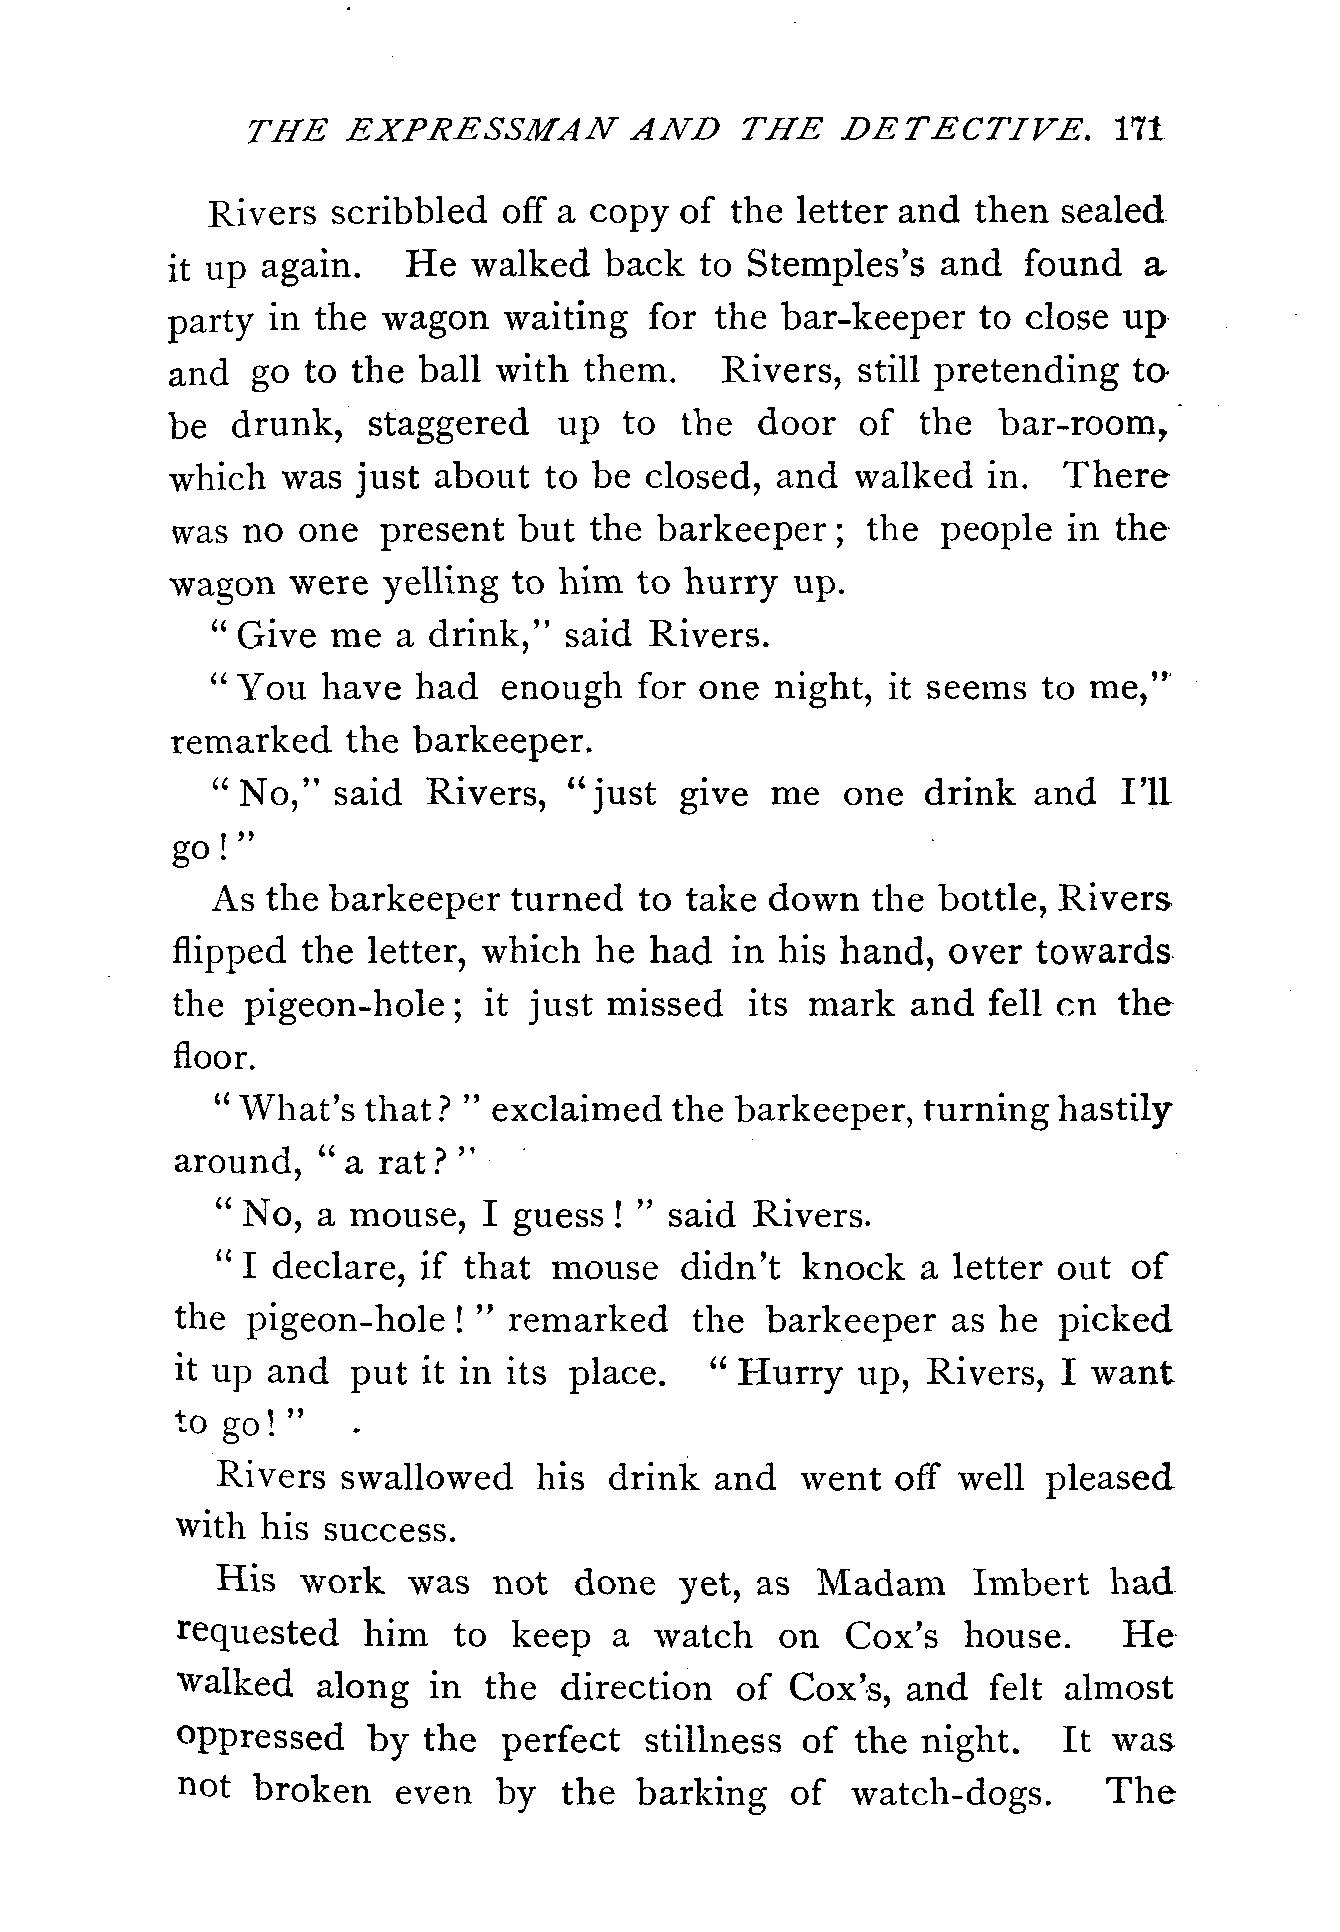 THE EXPRESSMAN AND THE DETECTIVE. 171
Rivers scribbled off a copy of the letter and then sealed
it up again. He walked back to Stemples's and found a
party in the wagon waiting for the bar-keeper to close up
and go to the ball with them. Rivers, still pretending to
be drunk, staggered up to the door of the bar-room,
which was just about to be closed, and walked in. There
was no one present but the barkeeper; the people in the
wagon were yelling to him to hurry up.
"Give me a drink," said Rivers.
"You have had enough for one night, it seems to me,"
remarked the barkeeper.
"No," said Rivers, "just give me one drink and I'll
go!"
As the barkeeper turned to take down the bottle, Rivers
flipped the letter, which he had in his hand, over towards
the pigeon-hole; it just missed its mark and fell on the
floor.
"What's that?" exclaimed the barkeeper, turning hastily
around, "a rat?"
"No, a mouse, I guess!" said Rivers.
"I declare, if that mouse didn't knock a letter out of
the pigeon-hole!" remarked the barkeeper as he picked
it up and put it in its place. "Hurry up, Rivers, I want
to go!"
Rivers swallowed his drink and went off well pleased
with his success.
His work was not done yet, as Madam Imbert had
requested him to keep a watch on Cox's house. He
walked along in the direction of Cox's, and felt almost
oppressed by the perfect stillness of the night. It was
not broken even by the barking of watch-dogs. The